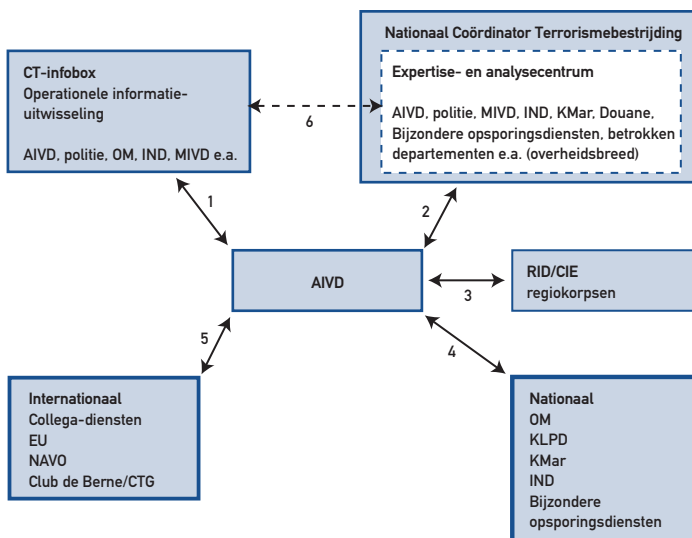 CT-infobox
Operationele informatie-
uitwisseling
AIVD, politie, OM, IND, MIVD e.a.
Nationaal Coördinator Terrorismebestrijding
Expertise- en analysecentrum
AIVD, politie, MIVD, IND, KMar, Douane,
Bijzondere opsporingsdiensten, betrokken
departementen e.a. (overheidsbreed)
6
1
2
AIVD
3
RID/CIE
regiokorpsen
5
4
Internationaal
Collega-diensten
EU
NAVO
Club de Berne/CTG
Nationaal
OM
KLPD
KMar
IND
Bijzondere
opsporingsdiensten